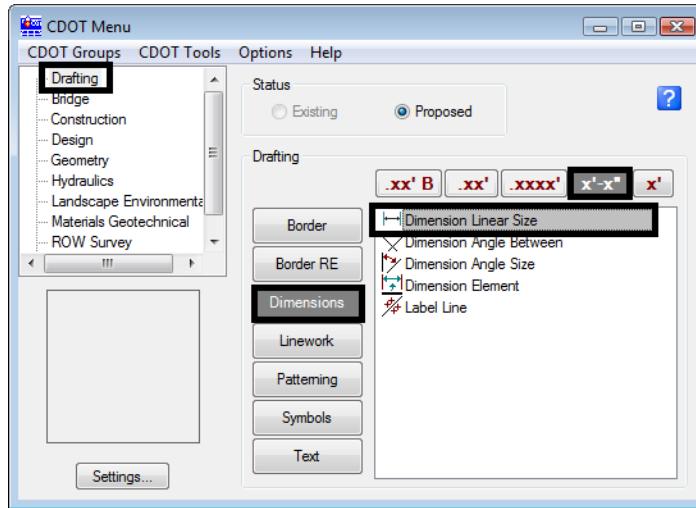 CDOT Menu
CDOT Groups CDOT Tools Options Help
Drafting
Bridge
Construction
Design
Geometry
Hydraulics
Landscape Environmenta
Materials Geotechnical
ROW Survey
Settings...
Status
Existing Proposed
?
Drafting
.xx' B .xx' .xxxx' x'-x" x'
Border
Border RE
Dimensions
Linework
Patterning
Symbols
Text
Dimension Linear Size
Dimension Angle Between
Dimension Angle Size
Dimension Element
Label Line